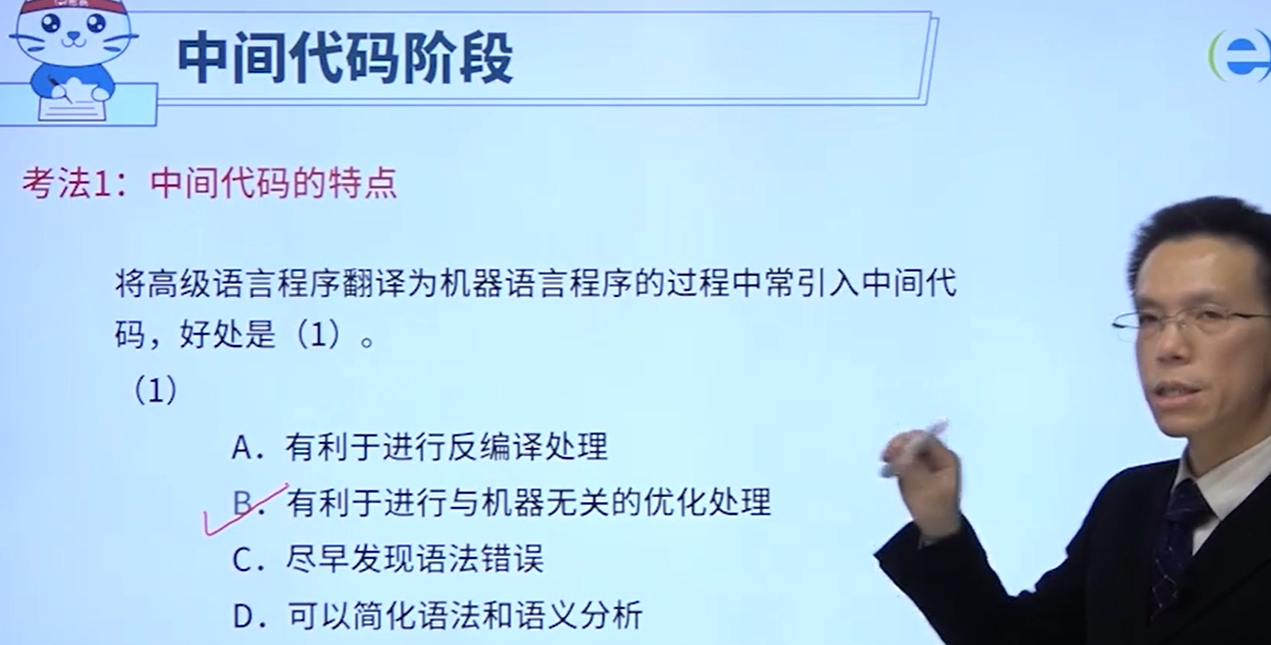 中间代码阶段
考法1：中间代码的特点
将高级语言程序翻译为机器语言程序的过程中常引入中间代
码，好处是（1）。
（1）
A．有利于进行反编译处理
B．有利于进行与机器无关的优化处理
C．尽早发现语法错误
D．可以简化语法和语义分析